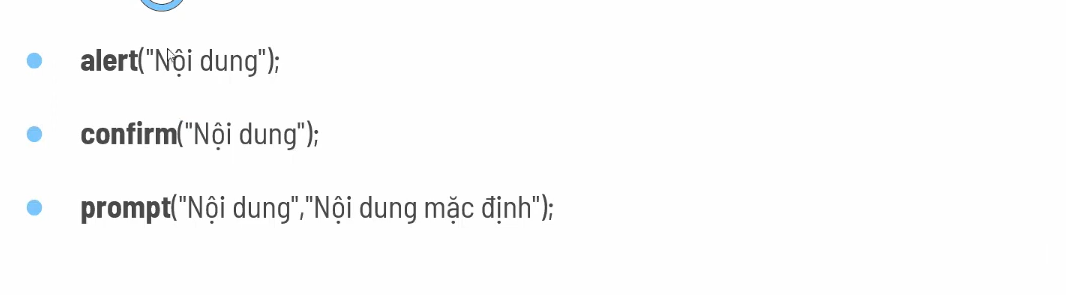 alert("Nội dung");
confirm("Nội dung");
prompt("Nội dung","Nội dung mặc định");